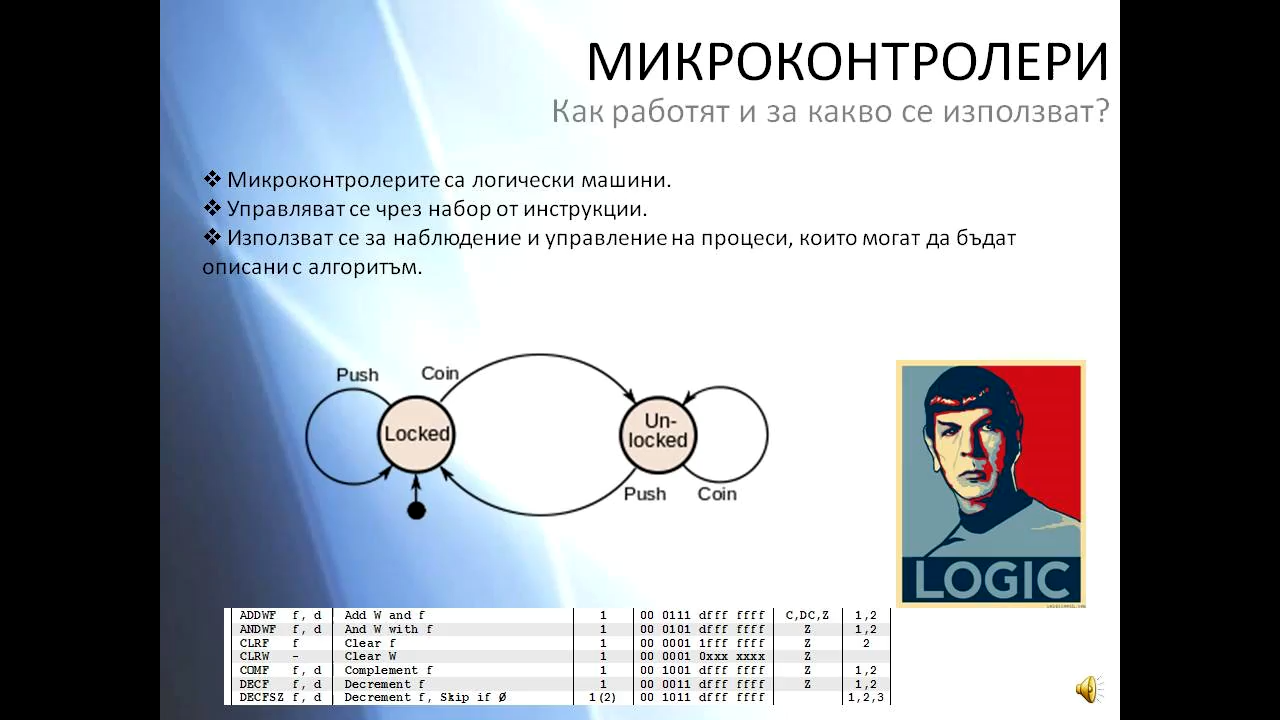 МИКРОКОНТРОЛЕРИ
Как работят и за какво се използват?
❖ Микроконтролерите са логически машини.
❖ Управляват се чрез набор от инструкции.
❖ Използват се за наблюдение и управление на процеси, които могат да бъдат
описани с алгоритъм.
Push Coin
Locked
Un-
locked
Push Coin
LOGIC
ADDWF f, d Add W and f 1 00 0111 dfff ffff C,DC,Z 1,2
ANDWF f, d And W with f 1 00 0101 dfff ffff Z 1,2
CLRF f Clear f 1 00 0001 1fff ffff Z 2
CLRW - Clear W 1 00 0001 0xxx xxxx Z
COMF f, d Complement f 1 00 1001 dfff ffff Z 1,2
DECF f, d Decrement f 1 00 0011 dfff ffff Z 1,2
DECFSZ f, d Decrement f, Skip if Ø 1(2) 00 1011 dfff ffff 1,2,3